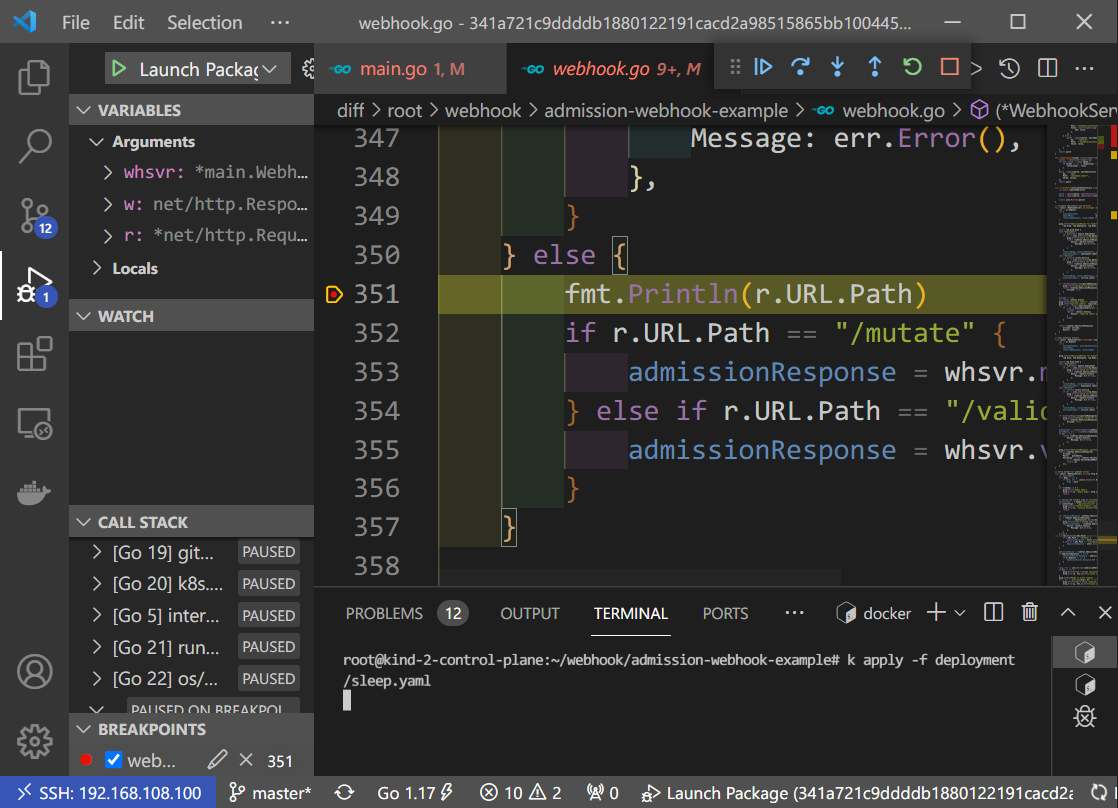 File Edit Selection ··· webhook.go - 341a721c9ddddb1880122191cacd2a98515865bb100445...
Launch Packag
main.go 1, M
webhook.go 9+, M
diff > root > webhook > admission-webhook-example > webhook.go > (*WebhookSer
VARIABLES
Arguments
whsvr: *main.Webh...
w: net/http.Respo...
r: *net/http.Requ...
Locals
WATCH
CALL STACK
[Go 19] git... PAUSED
[Go 20] k8s.... PAUSED
[Go 5] inter... PAUSED
[Go 21] run... PAUSED
[Go 22] os/... PAUSED
PAUSED ON BREAKPOI
BREAKPOINTS
web... 351
12
1
347 Message: err.Error(),
348 },
349 }
350 } else {
351 fmt.Println(r.URL.Path)
352 if r.URL.Path == "/mutate" {
353 admissionResponse = whsvr.
354 } else if r.URL.Path == "/valid
355 admissionResponse = whsvr.
356 }
357 }
358
PROBLEMS 12 OUTPUT TERMINAL PORTS ··· docker
root@kind-2-control-plane:~/webhook/admission-webhook-example# k apply -f deployment
/sleep.yaml
SSH: 192.168.108.100 master* Go 1.17 10 2 0 Launch Package (341a721c9ddddb1880122191cacd2